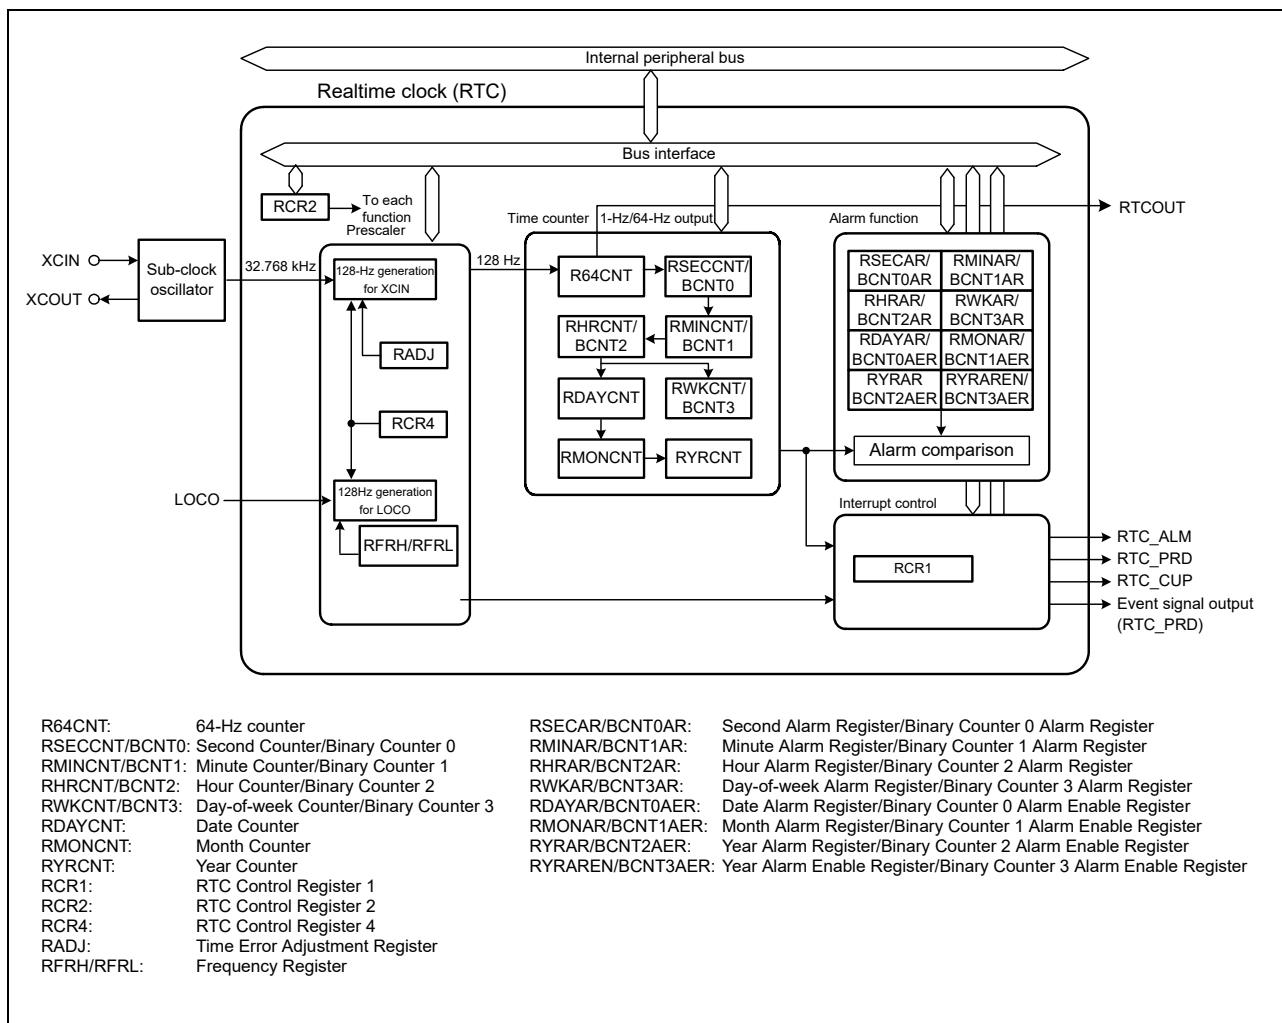 Internal peripheral bus
Realtime clock (RTC)
Bus interface
RCR2
To each
function
Prescaler
Time counter
1-Hz/64-Hz output
Alarm function
RTCOUT
XCIN
XCOUT
Sub-clock
oscillator
32.768 kHz
128-Hz generation
for XCIN
128 Hz
R64CNT
RSECCNT/
BCNT0
RHRCNT/
BCNT2
RMINCNT/
BCNT1
RDAYCNT
RWKCNT/
BCNT3
RMONCNT
RYRCNT
RSECAR/
BCNT0AR
RMINAR/
BCNT1AR
RHRAR/
BCNT2AR
RWKAR/
BCNT3AR
RDAYAR/
BCNT0AER
RMONAR/
BCNT1AER
RYRAR
BCNT2AER
RYRAREN/
BCNT3AER
Alarm comparison
RADJ
RCR4
LOCO
128Hz generation
for LOCO
RFRH/RFRL
Interrupt control
RCR1
RTC_ALM
RTC_PRD
RTC_CUP
Event signal output
(RTC_PRD)
R64CNT: 64-Hz counter
RSECCNT/BCNT0: Second Counter/Binary Counter 0
RMINCNT/BCNT1: Minute Counter/Binary Counter 1
RHRCNT/BCNT2: Hour Counter/Binary Counter 2
RWKCNT/BCNT3: Day-of-week Counter/Binary Counter 3
RDAYCNT: Date Counter
RMONCNT: Month Counter
RYRCNT: Year Counter
RCR1: RTC Control Register 1
RCR2: RTC Control Register 2
RCR4: RTC Control Register 4
RADJ: Time Error Adjustment Register
RFRH/RFRL: Frequency Register
RSECAR/BCNT0AR: Second Alarm Register/Binary Counter 0 Alarm Register
RMINAR/BCNT1AR: Minute Alarm Register/Binary Counter 1 Alarm Register
RHRAR/BCNT2AR: Hour Alarm Register/Binary Counter 2 Alarm Register
RWKAR/BCNT3AR: Day-of-week Alarm Register/Binary Counter 3 Alarm Register
RDAYAR/BCNT0AER: Date Alarm Register/Binary Counter 0 Alarm Enable Register
RMONAR/BCNT1AER: Month Alarm Register/Binary Counter 1 Alarm Enable Register
RYRAR/BCNT2AER: Year Alarm Register/Binary Counter 2 Alarm Enable Register
RYRAREN/BCNT3AER: Year Alarm Enable Register/Binary Counter 3 Alarm Enable Register